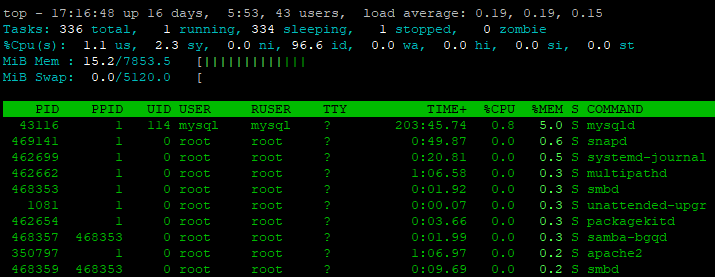 top - 17:16:48 up 16 days,  5:53, 43 users,  load average: 0.19, 0.19, 0.15
Tasks: 336 total,   1 running, 334 sleeping,   1 stopped,   0 zombie
%Cpu(s):  1.1 us,  2.3 sy,  0.0 ni, 96.6 id,  0.0 wa,  0.0 hi,  0.0 si,  0.0 st
MiB Mem : 15.2/7853.5   [|||||||||||||
MiB Swap:  0.0/5120.0   [
PID    PPID   UID USER     RUSER    TTY          TIME+  %CPU  %MEM S COMMAND
43116       1   114 mysql    mysql    ?        203:45.74   0.8   5.0 S mysqld
469141       1     0 root     root     ?          0:49.87   0.0   0.6 S snapd
462699       1     0 root     root     ?          0:20.81   0.0   0.5 S systemd-journal
462662       1     0 root     root     ?          1:06.58   0.0   0.3 S multipathd
468353       1     0 root     root     ?          0:01.92   0.0   0.3 S smbd
1081       1     0 root     root     ?          0:00.07   0.0   0.3 S unattended-upgr
462654       1     0 root     root     ?          0:03.66   0.0   0.3 S packagekitd
468357  468353     0 root     root     ?          0:01.99   0.0   0.3 S samba-bgqd
350797       1     0 root     root     ?          1:06.97   0.0   0.2 S apache2
468359  468353     0 root     root     ?          0:09.69   0.0   0.2 S smbd